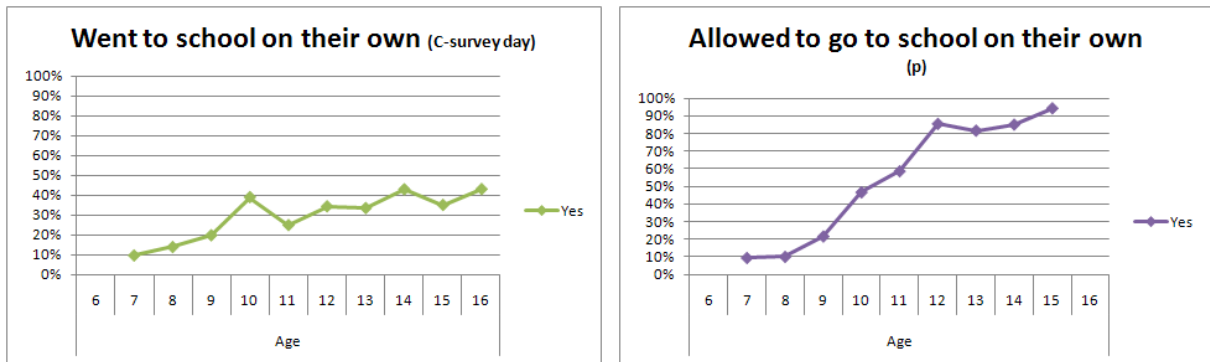 Went to school on their own (C-survey day)
100%
90%
80%
70%
60%
50%
40%
30%
20%
10%
0%
6 7 8 9 10 11 12 13 14 15 16
Age
Yes
Allowed to go to school on their own
(p)
100%
90%
80%
70%
60%
50%
40%
30%
20%
10%
0%
6 7 8 9 10 11 12 13 14 15 16
Age
Yes